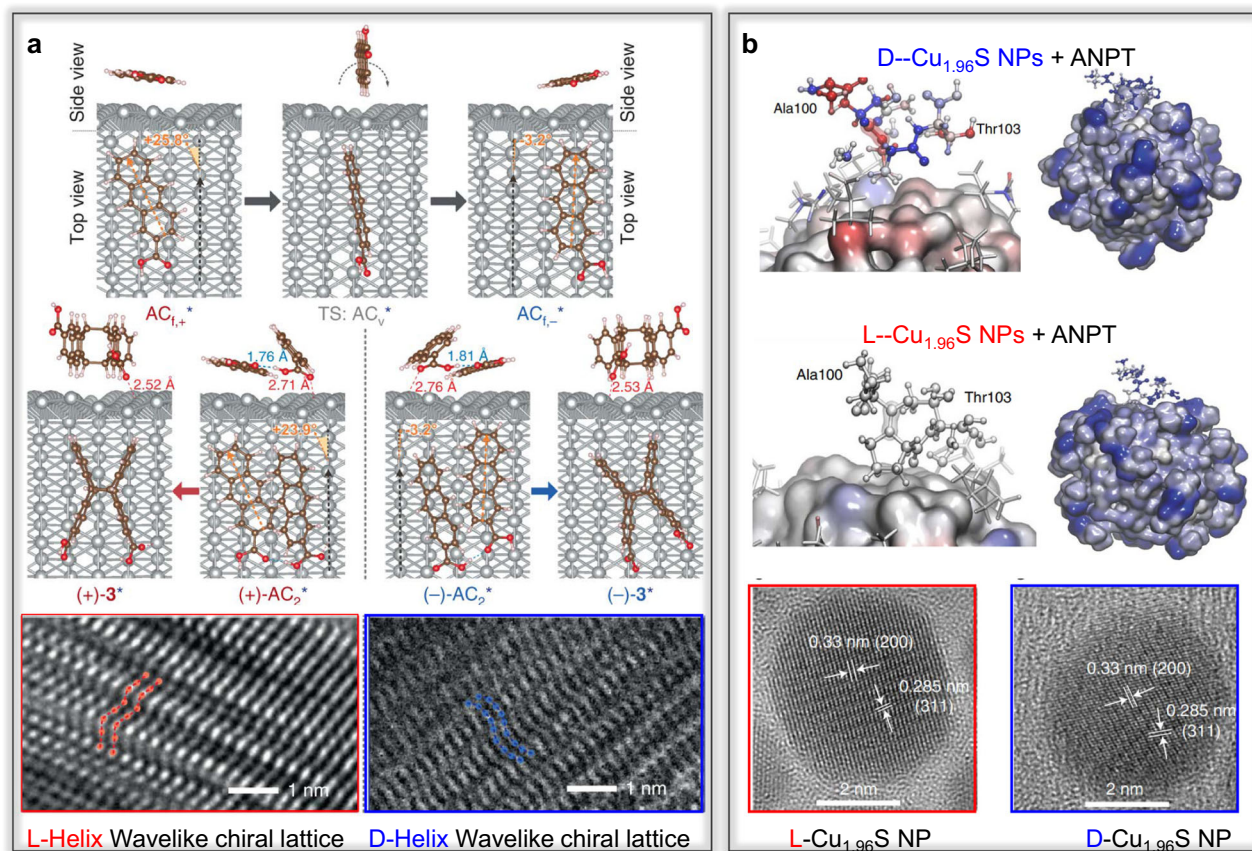 a
Side view
Top view
+25.8°
-3.2°
Side view
Top view
ACf,+*
TS: ACv*
ACf,−*
2.52 Å
1.76 Å
2.71 Å
+23.9°
1.81 Å
2.76 Å
-3.2°
2.53 Å
(+)-3*
(+)-AC2*
(−)-AC2*
(−)-3*
1 nm
1 nm
L-Helix Wavelike chiral lattice
D-Helix Wavelike chiral lattice
b
D--Cu1.96S NPs + ANPT
Ala100
Thr103
L--Cu1.96S NPs + ANPT
Ala100
Thr103
0.33 nm (200)
0.285 nm
(311)
2 nm
0.33 nm (200)
0.285 nm
(311)
2 nm
L-Cu1.96S NP
D-Cu1.96S NP